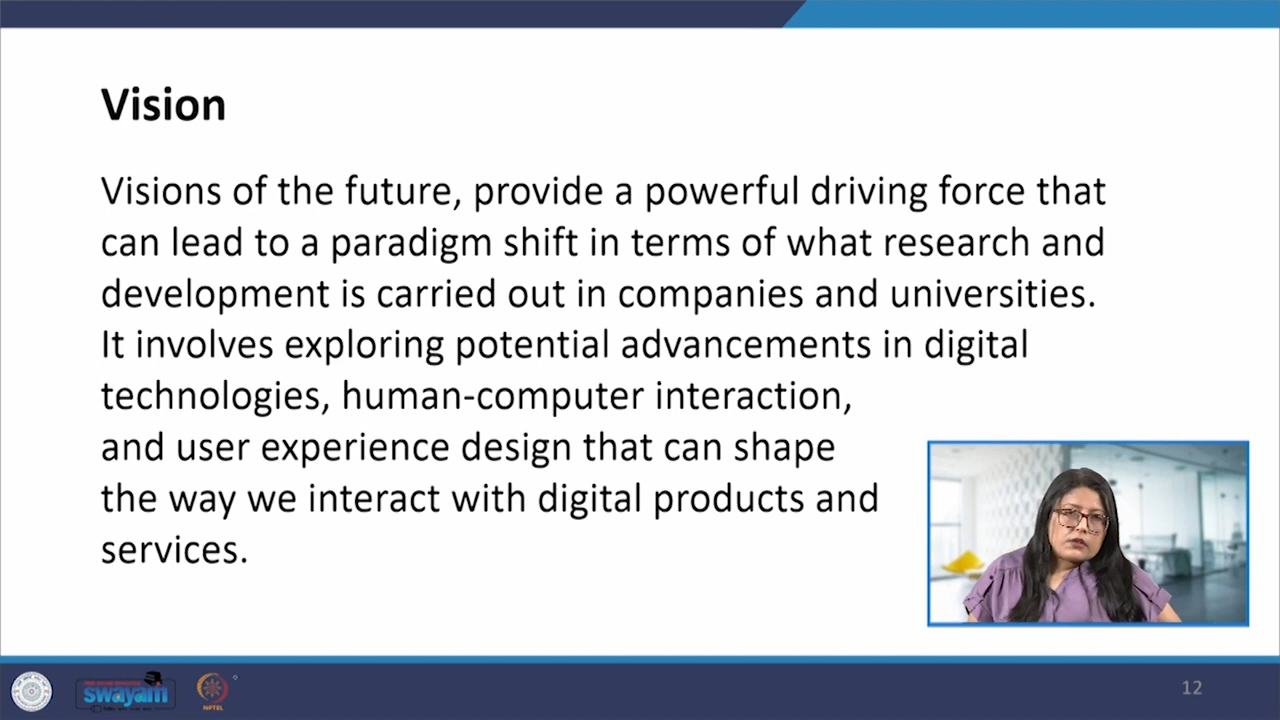 Vision
Visions of the future, provide a powerful driving force that
can lead to a paradigm shift in terms of what research and
development is carried out in companies and universities.
It involves exploring potential advancements in digital
technologies, human-computer interaction,
and user experience design that can shape
the way we interact with digital products and
services.
swayam
NPTEL
12